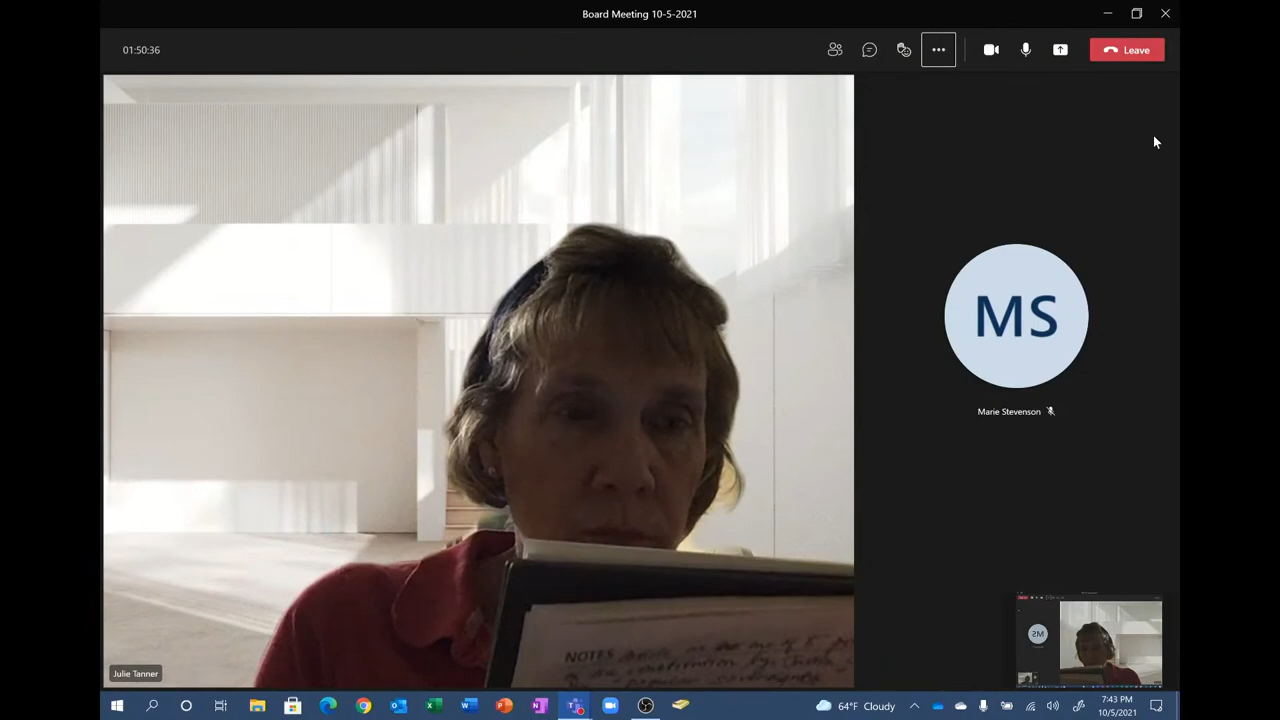 Board Meeting 10-5-2021
01:50:36
Leave
MS
Marie Stevenson
NOTES
Julie Tanner
64°F Cloudy
7:43 PM
10/5/2021